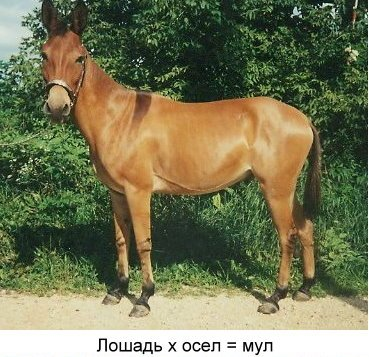 Лошадь x осел = мул